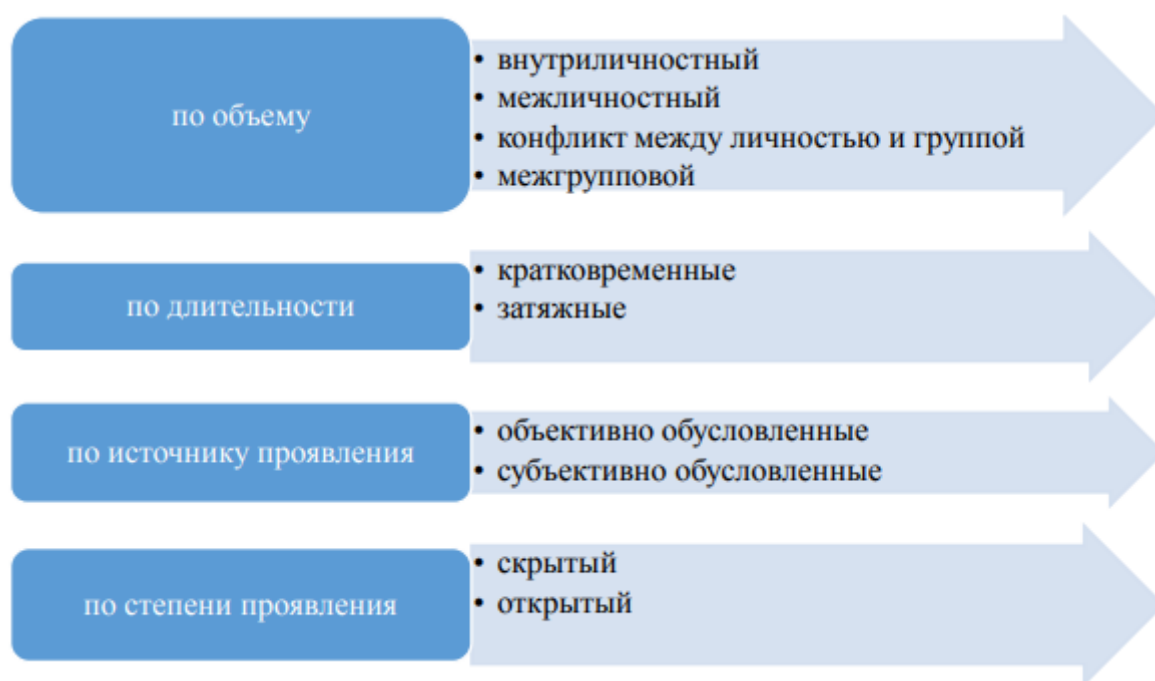 по объему
• внутриличностный
• межличностный
• конфликт между личностью и группой
• межгрупповой
по длительности
• кратковременные
• затяжные
по источнику проявления
• объективно обусловленные
• субъективно обусловленные
по степени проявления
• скрытый
• открытый